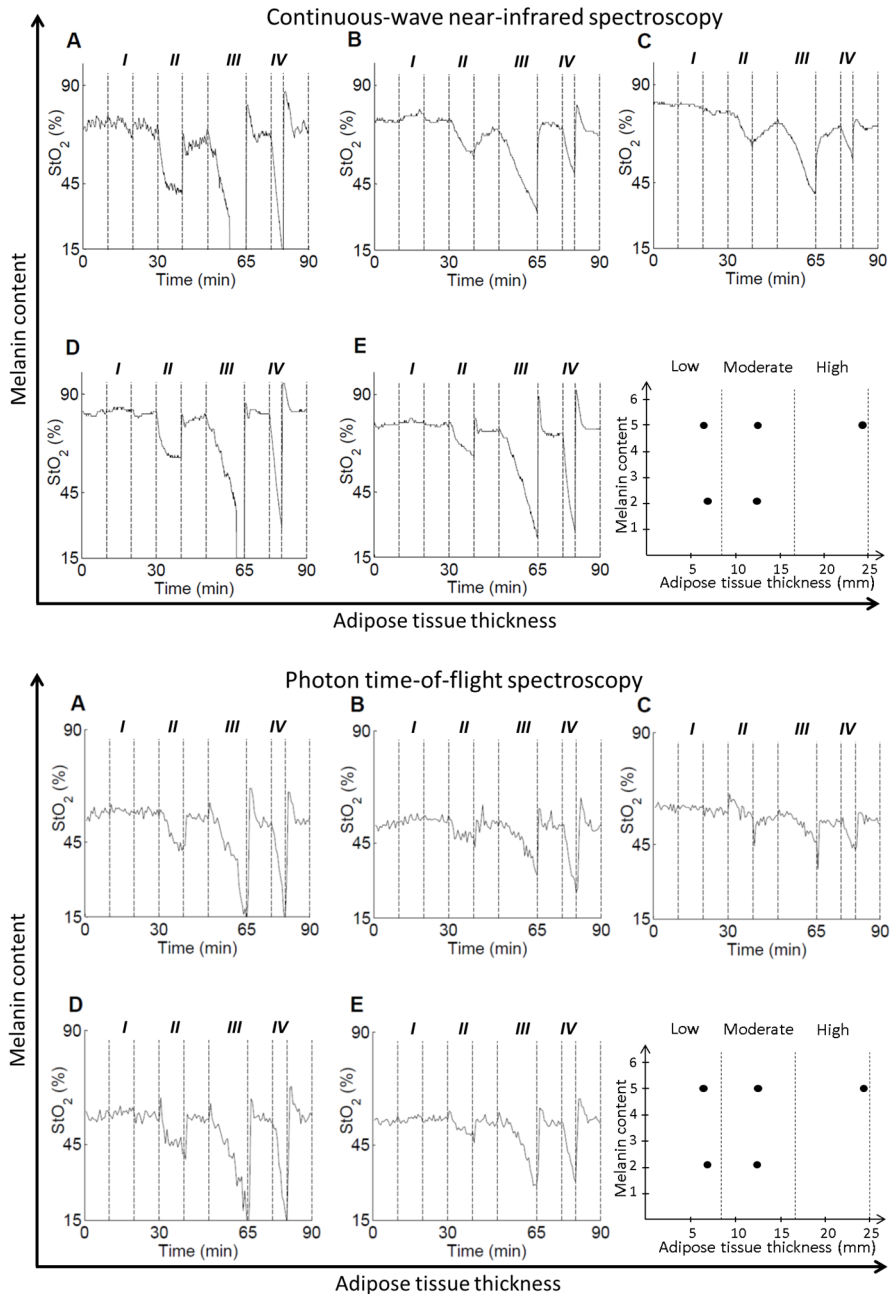 Continuous-wave near-infrared spectroscopy
A B C
I II III IV I II III IV I II III IV
90 90 90
StO2 (%) StO2 (%) StO2 (%)
45 45 45
15 15 15
0 30 65 90 0 30 65 90 0 30 65 90
Time (min) Time (min) Time (min)
Melanin content
D E
I II III IV I II III IV
90 90
StO2 (%) StO2 (%)
45 45
15 15
0 30 65 90 0 30 65 90
Time (min) Time (min)
Low Moderate High
Melanin content
6
5
4
3
2
1
5 10 15 20 25
Adipose tissue thickness (mm)
Adipose tissue thickness
Photon time-of-flight spectroscopy
A B C
I II III IV I II III IV I II III IV
90 90 90
StO2 (%) StO2 (%) StO2 (%)
45 45 45
15 15 15
0 30 65 90 0 30 65 90 0 30 65 90
Time (min) Time (min) Time (min)
Melanin content
D E
I II III IV I II III IV
90 90
StO2 (%) StO2 (%)
45 45
15 15
0 30 65 90 0 30 65 90
Time (min) Time (min)
Low Moderate High
Melanin content
6
5
4
3
2
1
5 10 15 20 25
Adipose tissue thickness (mm)
Adipose tissue thickness